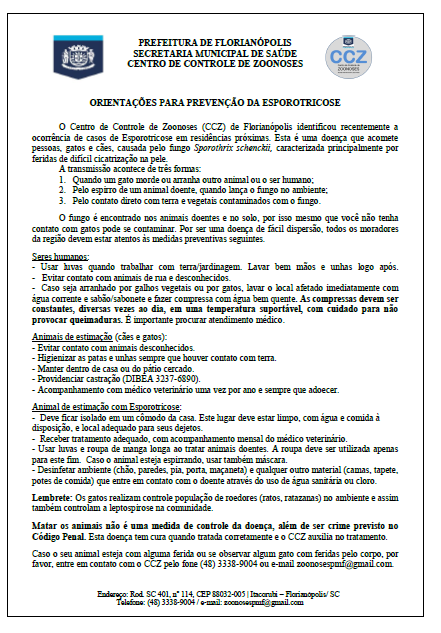 PREFEITURA DE FLORIANÓPOLIS
SECRETARIA MUNICIPAL DE SAÚDE
CENTRO DE CONTROLE DE ZOONOSES
CCZ
ORIENTAÇÕES PARA PREVENÇÃO DA ESPOROTRICOSE
O Centro de Controle de Zoonoses (CCZ) de Florianópolis identificou recentemente a
ocorrência de casos de Esporotricose em residências próximas. Esta é uma doença que acomete
pessoas, gatos e cães, causada pelo fungo Sporothrix schenckii, caracterizada principalmente por
feridas de difícil cicatrização na pele.
A transmissão acontece de três formas:
1. Quando um gato morde ou arranha outro animal ou o ser humano;
2. Pelo espirro de um animal doente, quando lança o fungo no ambiente;
3. Pelo contato direto com terra e vegetais contaminados com o fungo.
O fungo é encontrado nos animais doentes e no solo, por isso mesmo que você não tenha
contato com gatos pode se contaminar. Por ser uma doença de fácil dispersão, todos os moradores
da região devem estar atentos às medidas preventivas seguintes.
Seres humanos:
- Usar luvas quando trabalhar com terra/jardinagem. Lavar bem mãos e unhas logo após.
- Evitar contato com animais de rua e desconhecidos.
- Caso seja arranhado por galhos vegetais ou por gatos, lavar o local afetado imediatamente com
água corrente e sabão/sabonete e fazer compressa com água bem quente. As compressas devem ser
constantes, diversas vezes ao dia, em uma temperatura suportável, com cuidado para não
provocar queimaduras. É importante procurar atendimento médico.
Animais de estimação (cães e gatos):
- Evitar contato com animais desconhecidos.
- Higienizar as patas e unhas sempre que houver contato com terra.
- Manter dentro de casa ou do pátio cercado.
- Providenciar castração (DIBEA 3237-6890).
- Acompanhamento com médico veterinário uma vez por ano e sempre que adoecer.
Animal de estimação com Esporotricose:
- Deve ficar isolado em um cômodo da casa. Este lugar deve estar limpo, com água e comida à
disposição, e local adequado para seus dejetos.
- Receber tratamento adequado, com acompanhamento mensal do médico veterinário.
- Usar luvas e roupa de manga longa ao tratar animais doentes. A roupa deve ser utilizada apenas
para este fim. Caso o animal esteja espirrando, usar também máscara.
- Desinfetar ambiente (chão, paredes, pia, porta, maçaneta) e qualquer outro material (camas, tapete,
potes de comida) que entre em contato com o doente através do uso de água sanitária ou cloro.
Lembrete: Os gatos realizam controle população de roedores (ratos, ratazanas) no ambiente e assim
também controlam a leptospirose na comunidade.
Matar os animais não é uma medida de controle da doença, além de ser crime previsto no
Código Penal. Esta doença tem cura quando tratada corretamente e o CCZ auxilia no tratamento.
Caso o seu animal esteja com alguma ferida ou se observar algum gato com feridas pelo corpo, por
favor, entre em contato com o CCZ pelo fone (48) 3338-9004 ou e-mail zoonosespmf@gmail.com.
Endereço: Rod. SC 401, nº 114, CEP 88032-005 | Itacorubi – Florianópolis/ SC
Telefone: (48) 3338-9004 / e-mail: zoonosespmf@gmail.com